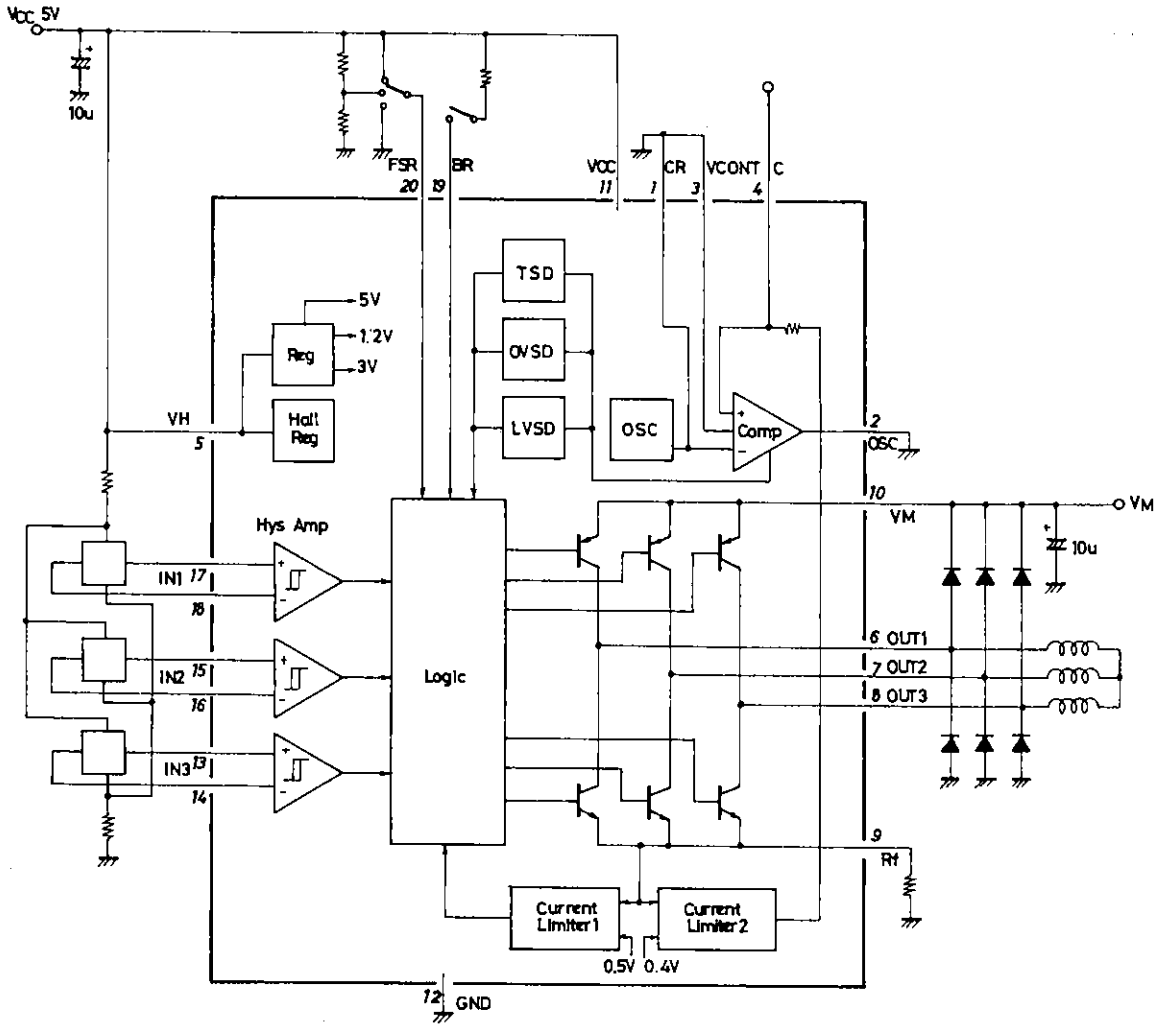 VCC 5V
10u
FSR
20
BR
19
VCC
11
CR
1
VCONT
3
C
4
TSD
5V
1.2V
3V
Reg
OVSD
VH
5
Hall
Reg
LVSD
OSC
+
Comp
-
2
OSC
10
VM
VM
+
10u
Hys Amp
IN1
17
+
-
18
6 OUT1
IN2
15
+
-
16
Logic
7 OUT2
8 OUT3
IN3
13
+
-
14
9
Rf
Current
Limiter1
Current
Limiter2
0.5V
0.4V
12
GND